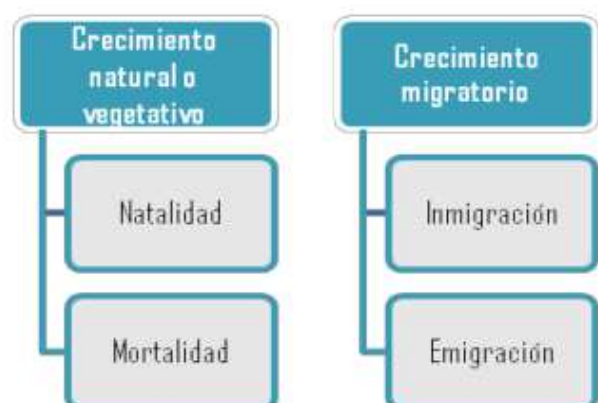 Crecimiento
natural o
vegetativo
Natalidad
Mortalidad
Crecimiento
migratorio
Inmigración
Emigración